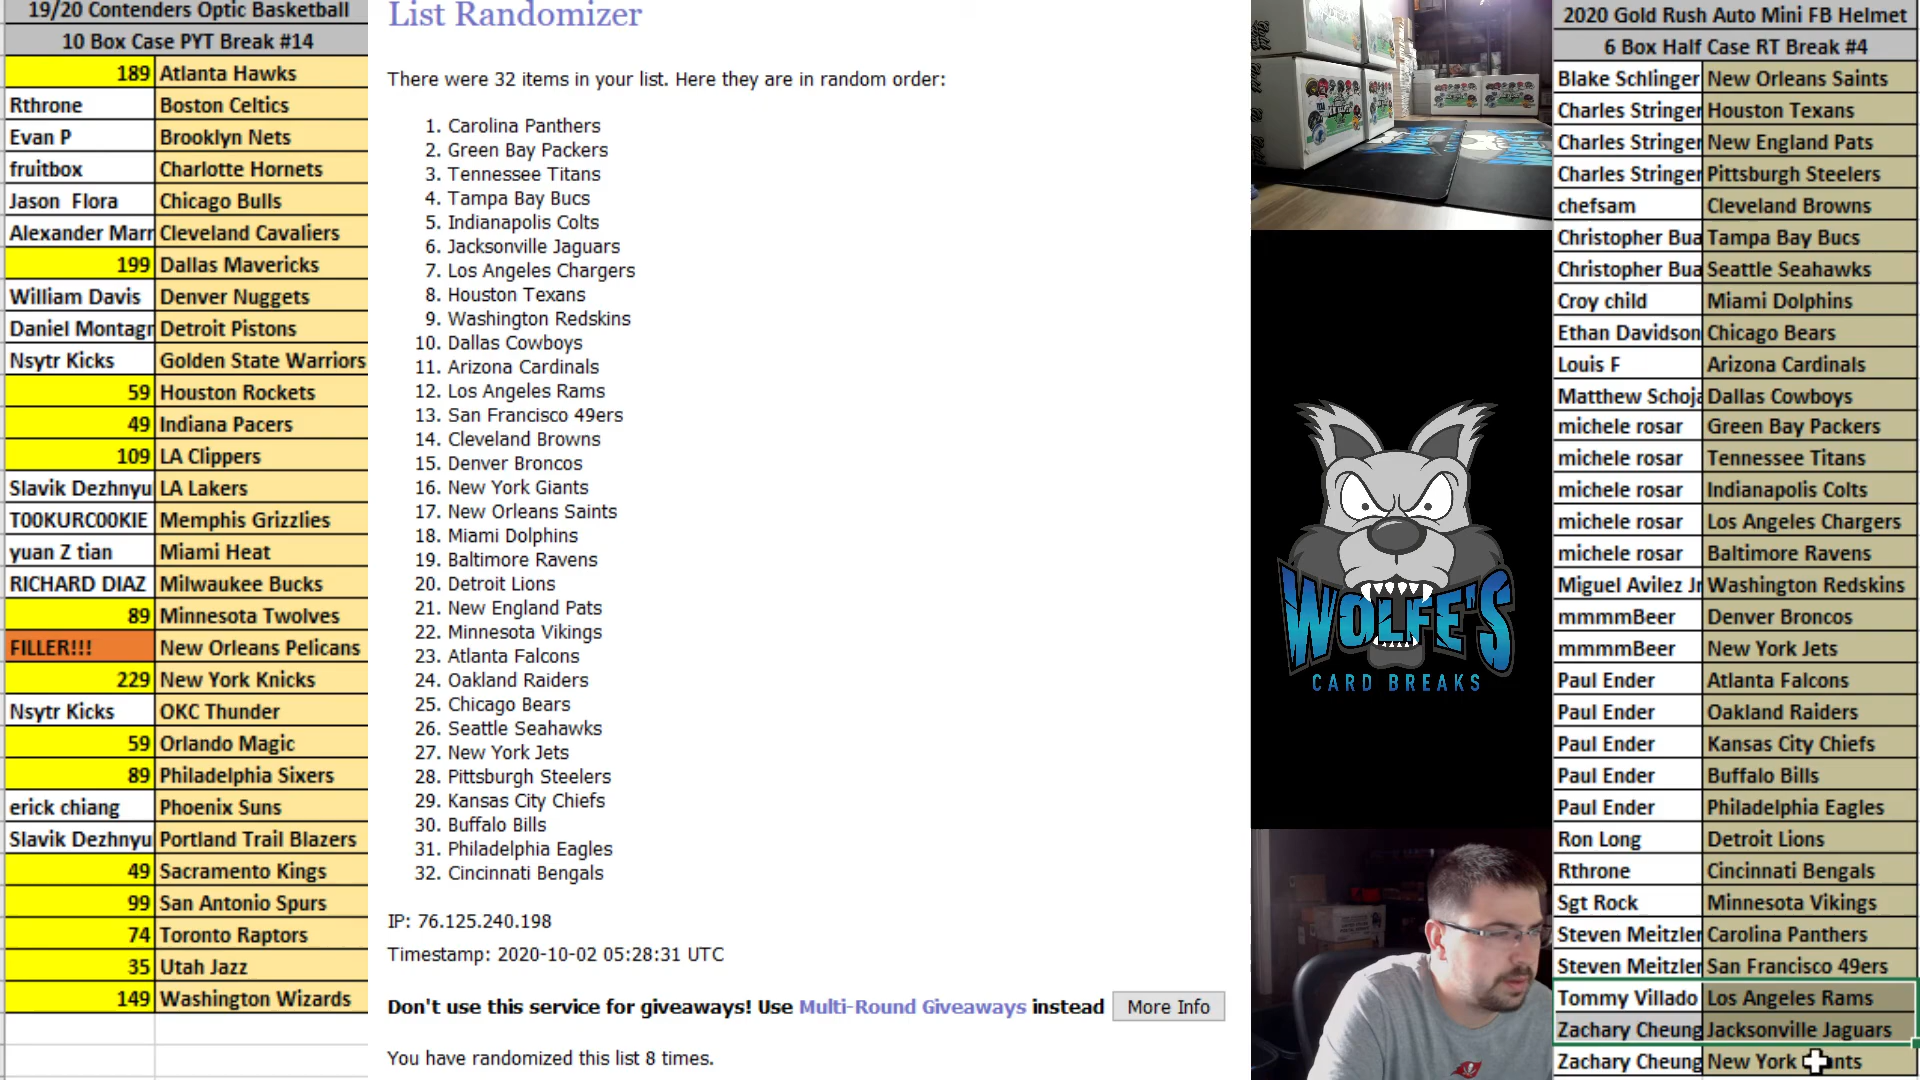 19/20 Contenders Optic Basketball
10 Box Case PYT Break #14
189 Atlanta Hawks
Rthrone Boston Celtics
Evan P Brooklyn Nets
fruitbox Charlotte Hornets
Jason Flora Chicago Bulls
Alexander Marr Cleveland Cavaliers
199 Dallas Mavericks
William Davis Denver Nuggets
Daniel Montagr Detroit Pistons
Nsytr Kicks Golden State Warriors
59 Houston Rockets
49 Indiana Pacers
109 LA Clippers
Slavik Dezhnyu LA Lakers
T00KURC00KIE Memphis Grizzlies
yuan Z tian Miami Heat
RICHARD DIAZ Milwaukee Bucks
89 Minnesota Twolves
FILLER!!! New Orleans Pelicans
229 New York Knicks
Nsytr Kicks OKC Thunder
59 Orlando Magic
89 Philadelphia Sixers
erick chiang Phoenix Suns
Slavik Dezhnyu Portland Trail Blazers
49 Sacramento Kings
99 San Antonio Spurs
74 Toronto Raptors
35 Utah Jazz
149 Washington Wizards
List Randomizer
There were 32 items in your list. Here they are in random order:
1. Carolina Panthers
2. Green Bay Packers
3. Tennessee Titans
4. Tampa Bay Bucs
5. Indianapolis Colts
6. Jacksonville Jaguars
7. Los Angeles Chargers
8. Houston Texans
9. Washington Redskins
10. Dallas Cowboys
11. Arizona Cardinals
12. Los Angeles Rams
13. San Francisco 49ers
14. Cleveland Browns
15. Denver Broncos
16. New York Giants
17. New Orleans Saints
18. Miami Dolphins
19. Baltimore Ravens
20. Detroit Lions
21. New England Pats
22. Minnesota Vikings
23. Atlanta Falcons
24. Oakland Raiders
25. Chicago Bears
26. Seattle Seahawks
27. New York Jets
28. Pittsburgh Steelers
29. Kansas City Chiefs
30. Buffalo Bills
31. Philadelphia Eagles
32. Cincinnati Bengals
IP: 76.125.240.198
Timestamp: 2020-10-02 05:28:31 UTC
Don't use this service for giveaways! Use Multi-Round Giveaways instead More Info
You have randomized this list 8 times.
WOLFE'S
CARD BREAKS
2020 Gold Rush Auto Mini FB Helmet
6 Box Half Case RT Break #4
Blake Schlinger New Orleans Saints
Charles Stringer Houston Texans
Charles Stringer New England Pats
Charles Stringer Pittsburgh Steelers
chefsam Cleveland Browns
Christopher Bua Tampa Bay Bucs
Christopher Bua Seattle Seahawks
Croy child Miami Dolphins
Ethan Davidson Chicago Bears
Louis F Arizona Cardinals
Matthew Schoja Dallas Cowboys
michele rosar Green Bay Packers
michele rosar Tennessee Titans
michele rosar Indianapolis Colts
michele rosar Los Angeles Chargers
michele rosar Baltimore Ravens
Miguel Avilez Jr Washington Redskins
mmmmBeer Denver Broncos
mmmmBeer New York Jets
Paul Ender Atlanta Falcons
Paul Ender Oakland Raiders
Paul Ender Kansas City Chiefs
Paul Ender Buffalo Bills
Paul Ender Philadelphia Eagles
Ron Long Detroit Lions
Rthrone Cincinnati Bengals
Sgt Rock Minnesota Vikings
Steven Meitzler Carolina Panthers
Steven Meitzler San Francisco 49ers
Tommy Villado Los Angeles Rams
Zachary Cheung Jacksonville Jaguars
Zachary Cheung New York